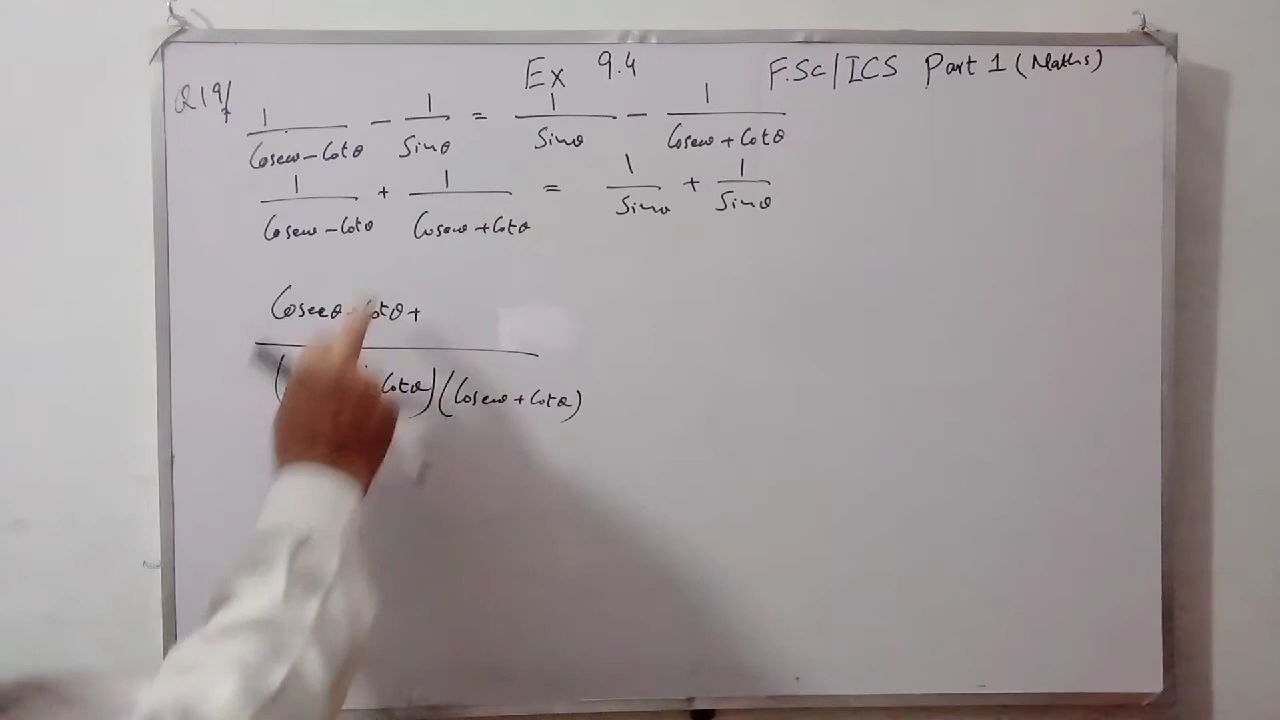 Ex 9.4 F.Sc/ICS Part 1 (Maths)
Q19/ 1/(Cosecθ - Cotθ) - 1/Sinθ = 1/Sinθ - 1/(Cosecθ + Cotθ)
1/(Cosecθ - Cotθ) + 1/(Cosecθ + Cotθ) = 1/Sinθ + 1/Sinθ
Cosecθ Cotθ +
( Cotθ)(Cosecθ + Cotθ)